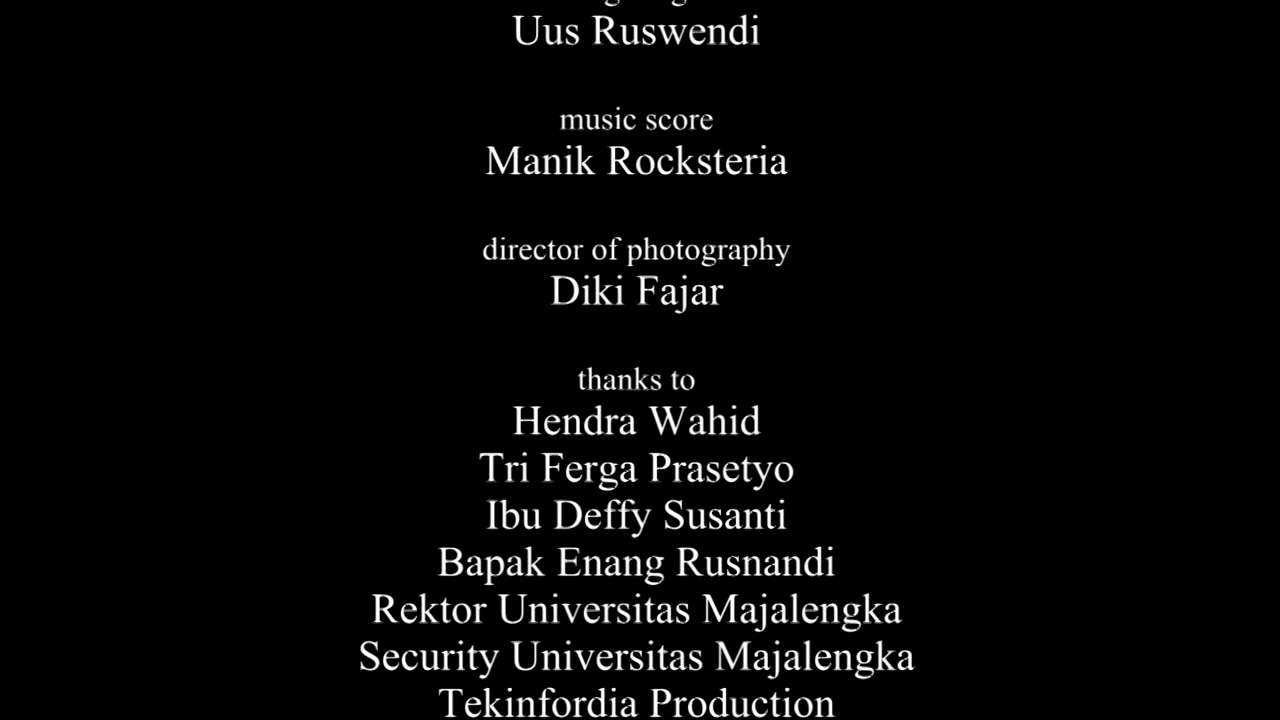 Uus Ruswendi
music score
Manik Rocksteria
director of photography
Diki Fajar
thanks to
Hendra Wahid
Tri Ferga Prasetyo
Ibu Deffy Susanti
Bapak Enang Rusnandi
Rektor Universitas Majalengka
Security Universitas Majalengka
Tekinfordia Production